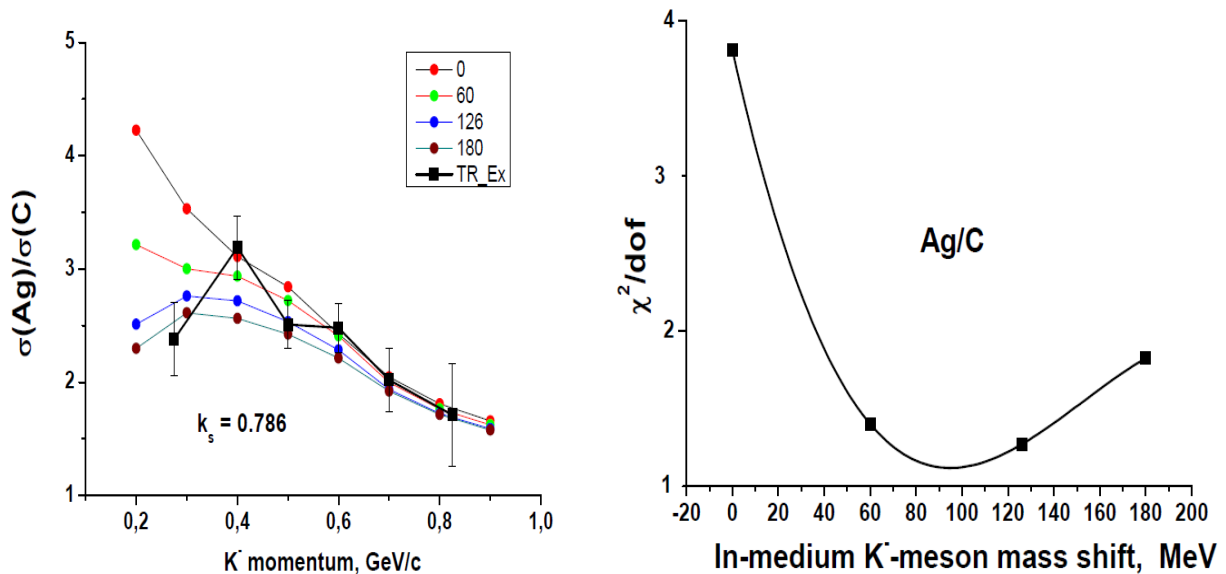 5
4
3
2
1
σ(Ag)/σ(C)
0
60
126
180
TR_Ex
k_s = 0.786
0,2 0,4 0,6 0,8 1,0
K⁻ momentum, GeV/c
4
3
2
1
χ²/dof
Ag/C
-20 0 20 40 60 80 100 120 140 160 180 200
In-medium K⁻-meson mass shift, MeV